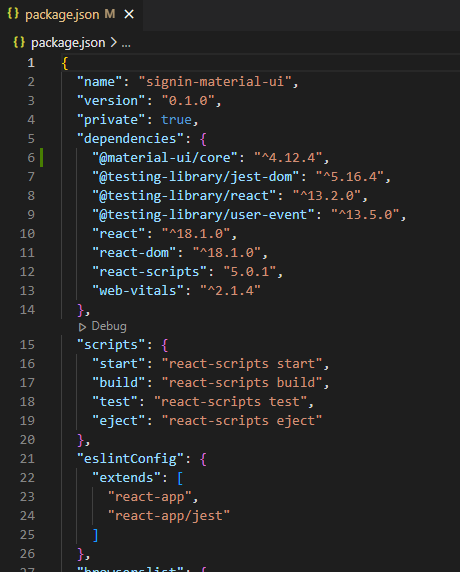 {} package.json M ×
{} package.json > ...
1 {
2 "name": "signin-material-ui",
3 "version": "0.1.0",
4 "private": true,
5 "dependencies": {
6 "@material-ui/core": "^4.12.4",
7 "@testing-library/jest-dom": "^5.16.4",
8 "@testing-library/react": "^13.2.0",
9 "@testing-library/user-event": "^13.5.0",
10 "react": "^18.1.0",
11 "react-dom": "^18.1.0",
12 "react-scripts": "5.0.1",
13 "web-vitals": "^2.1.4"
14 },
Debug
15 "scripts": {
16 "start": "react-scripts start",
17 "build": "react-scripts build",
18 "test": "react-scripts test",
19 "eject": "react-scripts eject"
20 },
21 "eslintConfig": {
22 "extends": [
23 "react-app",
24 "react-app/jest"
25 ]
26 },
27 "browserslist": {